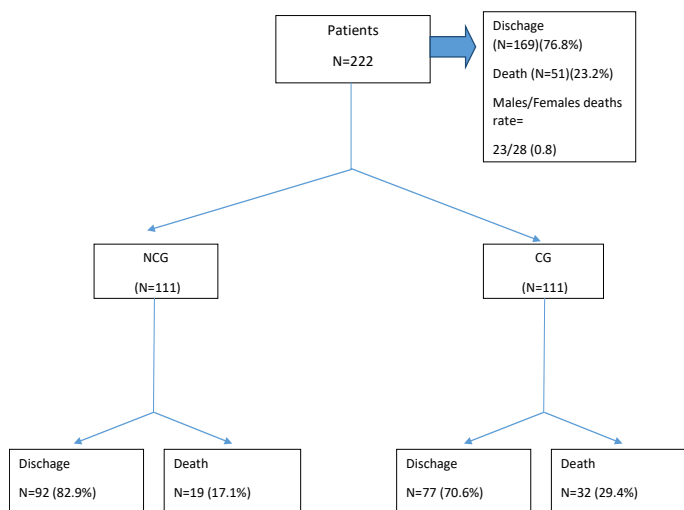 Patients
N=222
Dischage
(N=169)(76.8%)
Death (N=51)(23.2%)
Males/Females deaths
rate=
23/28 (0.8)
NCG
(N=111)
CG
(N=111)
Dischage
N=92 (82.9%)
Death
N=19 (17.1%)
Dischage
N=77 (70.6%)
Death
N=32 (29.4%)